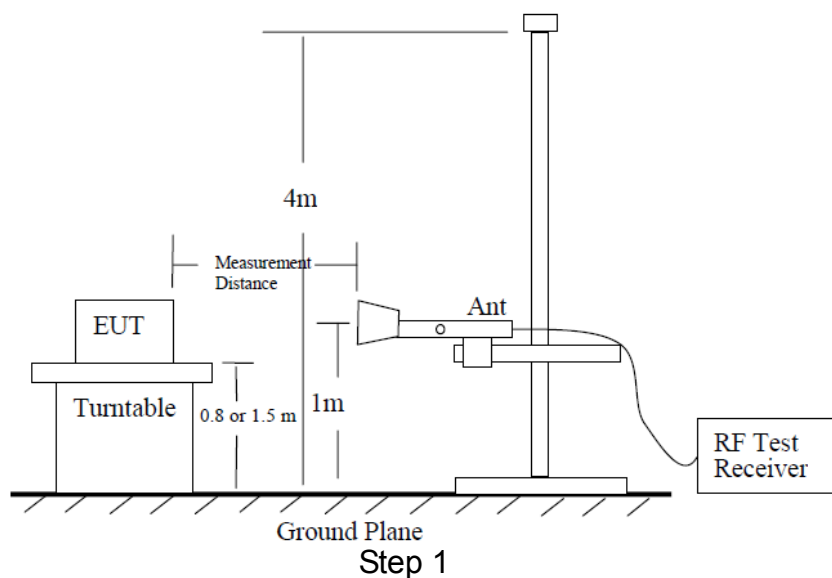 4m
Measurement
Distance
EUT
Ant
Turntable
0.8 or 1.5 m
1m
RF Test
Receiver
Ground Plane
Step 1